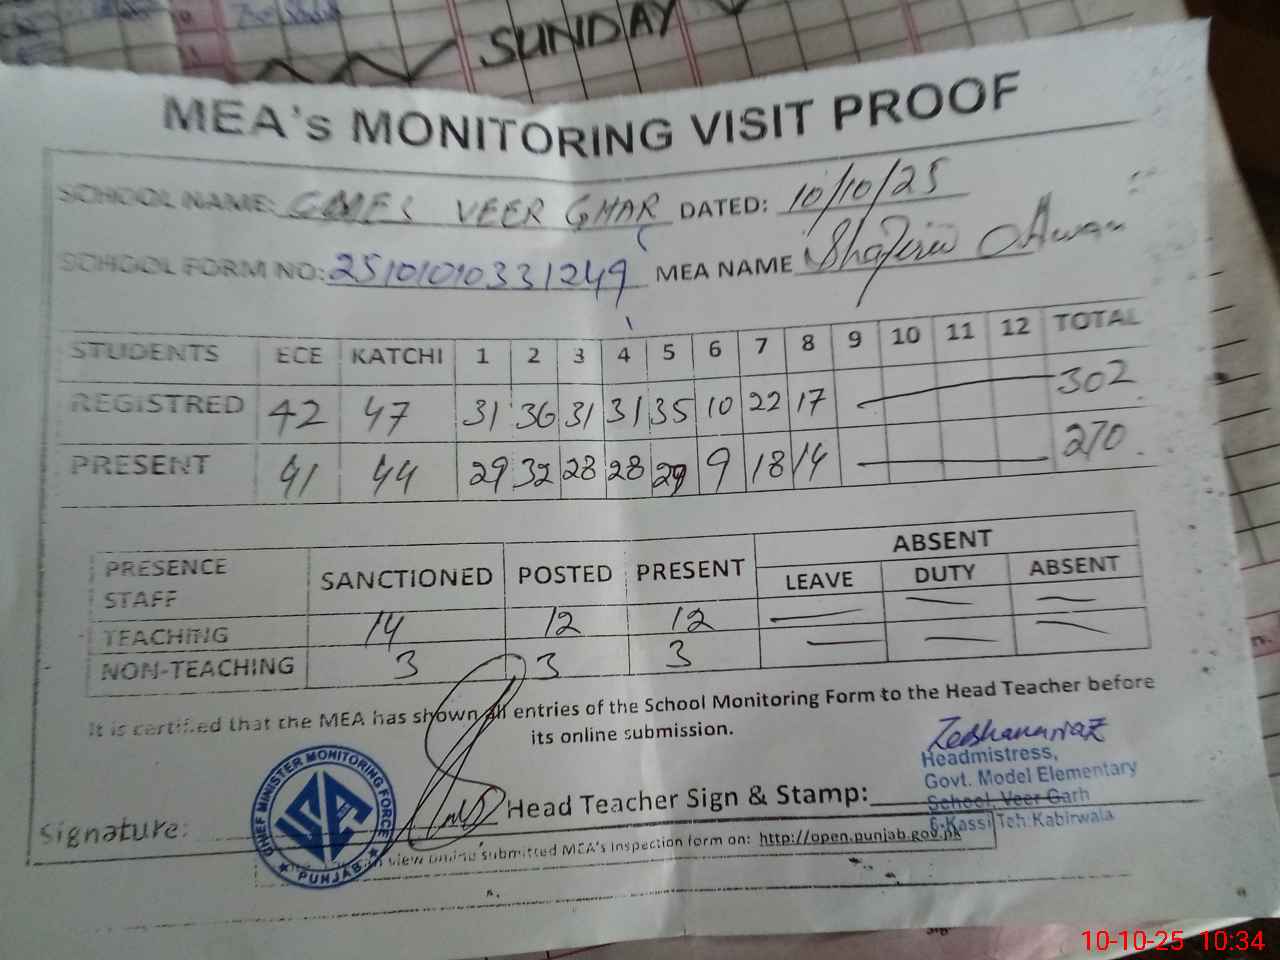 SUNDAY
MEA's MONITORING VISIT PROOF
SCHOOL NAME: GMES VEER GHAR DATED: 10/10/25
SCHOOL FORM NO: 25101010331249 MEA NAME Awan
STUDENTS ECE KATCHI 1 2 3 4 5 6 7 8 9 10 11 12 TOTAL
REGISTRED 42 47 31 36 31 31 35 10 22 17 302
PRESENT 41 44 29 32 28 28 29 9 18 14 270
PRESENCE STAFF SANCTIONED POSTED PRESENT ABSENT
LEAVE DUTY ABSENT
TEACHING 14 12 12
NON-TEACHING 3 3 3
It is certified that the MEA has shown all entries of the School Monitoring Form to the Head Teacher before
its online submission.
Headmistress,
Govt. Model Elementary
School, Veer Garh
6-Kassi Teh: Kabirwala
CHIEF MINISTER MONITORING FORCE
PUNJAB
Signature: Head Teacher Sign & Stamp:
view online submitted MEA's inspection form on: http://open.punjab.gov.pk
10-10-25 10:34